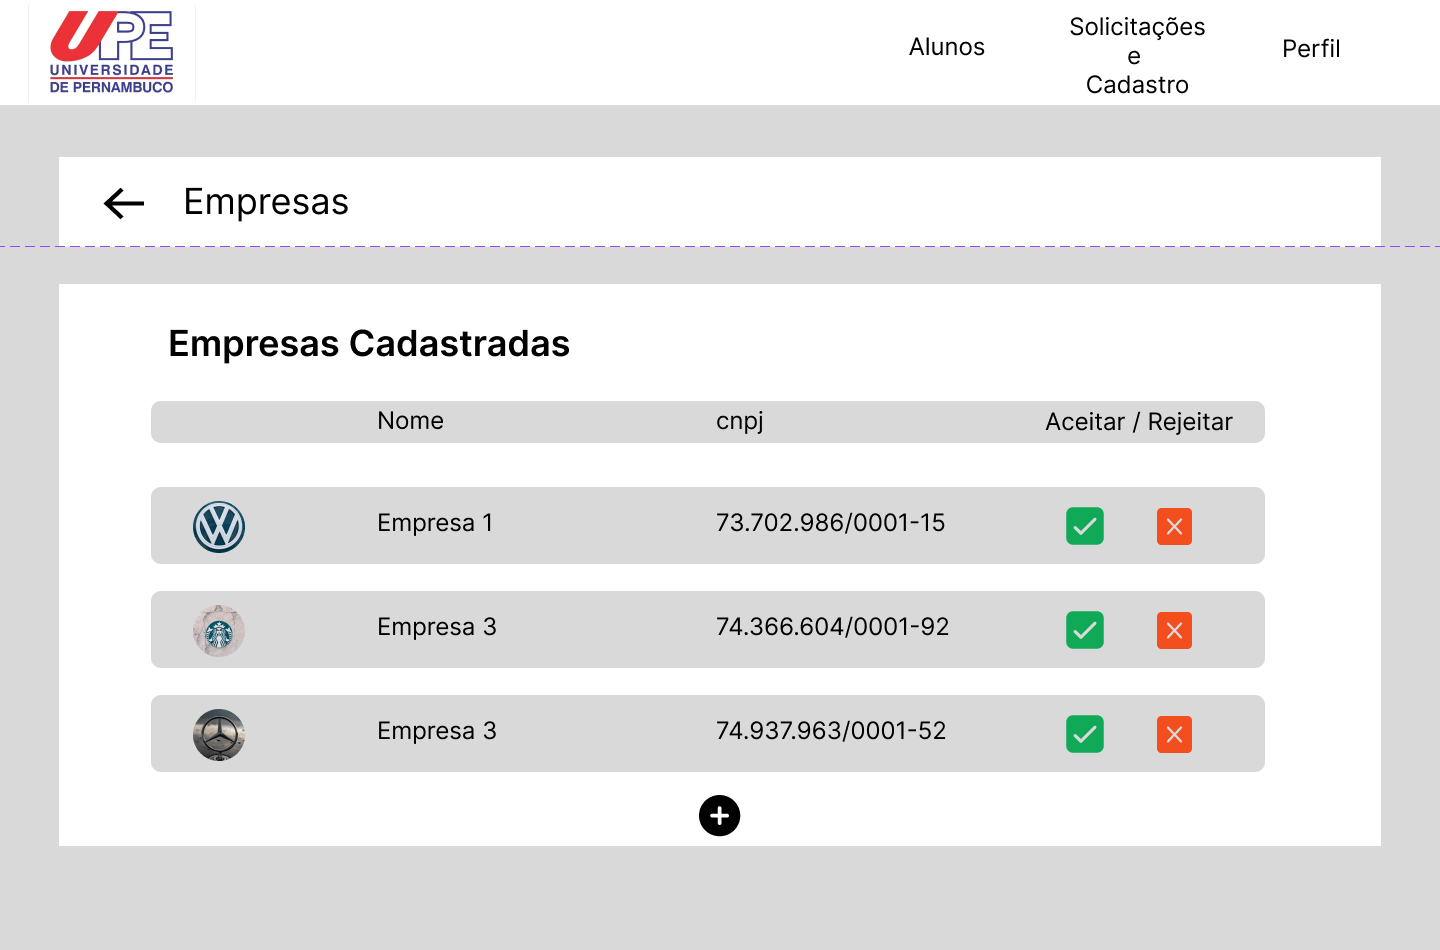 UPE
UNIVERSIDADE
DE PERNAMBUCO
Alunos
Solicitações
e
Cadastro
Perfil
Empresas
Empresas Cadastradas
Nome cnpj Aceitar / Rejeitar
Empresa 1 73.702.986/0001-15
Empresa 3 74.366.604/0001-92
Empresa 3 74.937.963/0001-52